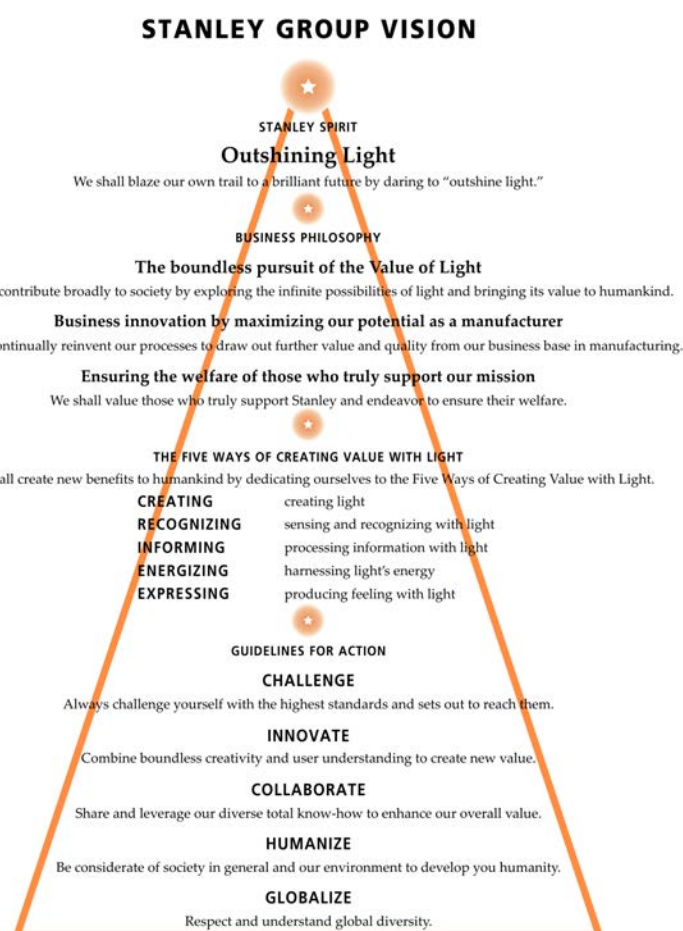 STANLEY GROUP VISION
STANLEY SPIRIT
Outshining Light
We shall blaze our own trail to a brilliant future by daring to “outshine light.”
BUSINESS PHILOSOPHY
The boundless pursuit of the Value of Light
contribute broadly to society by exploring the infinite possibilities of light and bringing its value to humankind.
Business innovation by maximizing our potential as a manufacturer
ontinually reinvent our processes to draw out further value and quality from our business base in manufacturing.
Ensuring the welfare of those who truly support our mission
We shall value those who truly support Stanley and endeavor to ensure their welfare.
THE FIVE WAYS OF CREATING VALUE WITH LIGHT
all create new benefits to humankind by dedicating ourselves to the Five Ways of Creating Value with Light.
CREATING creating light
RECOGNIZING sensing and recognizing with light
INFORMING processing information with light
ENERGIZING harnessing light’s energy
EXPRESSING producing feeling with light
GUIDELINES FOR ACTION
CHALLENGE
Always challenge yourself with the highest standards and sets out to reach them.
INNOVATE
Combine boundless creativity and user understanding to create new value.
COLLABORATE
Share and leverage our diverse total know-how to enhance our overall value.
HUMANIZE
Be considerate of society in general and our environment to develop you humanity.
GLOBALIZE
Respect and understand global diversity.